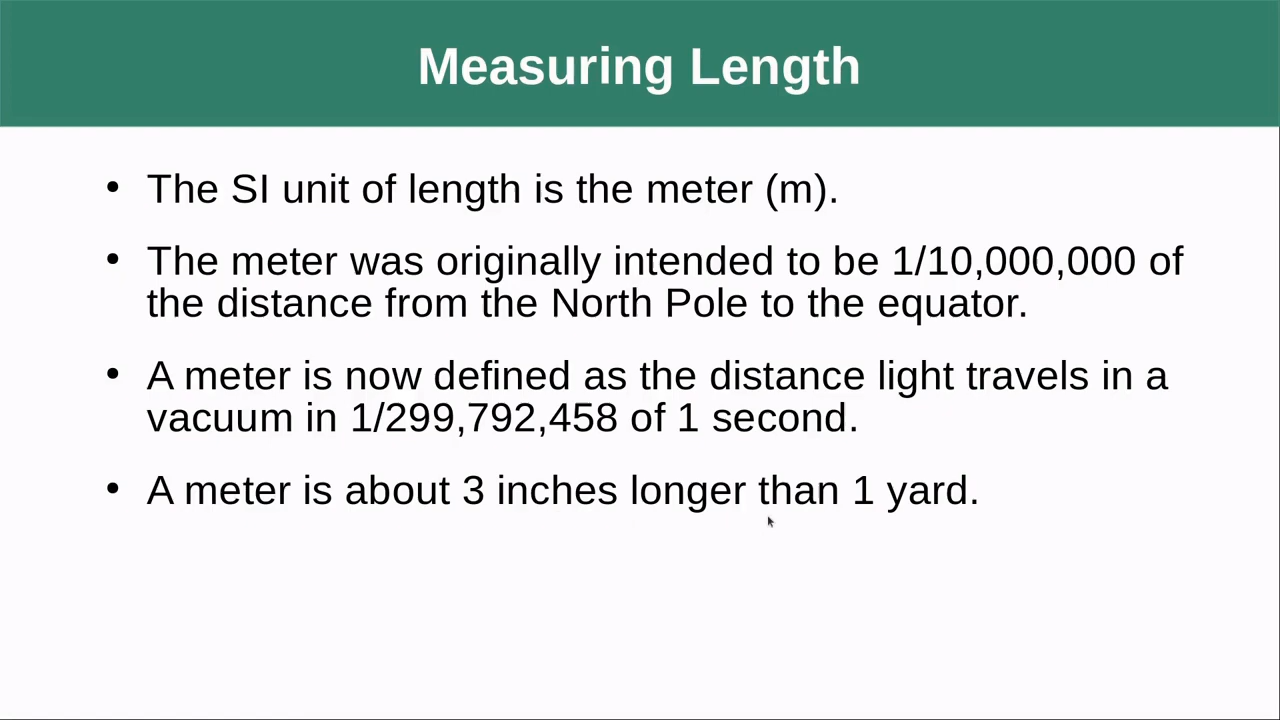 Measuring Length
• The SI unit of length is the meter (m).
• The meter was originally intended to be 1/10,000,000 of
the distance from the North Pole to the equator.
• A meter is now defined as the distance light travels in a
vacuum in 1/299,792,458 of 1 second.
• A meter is about 3 inches longer than 1 yard.